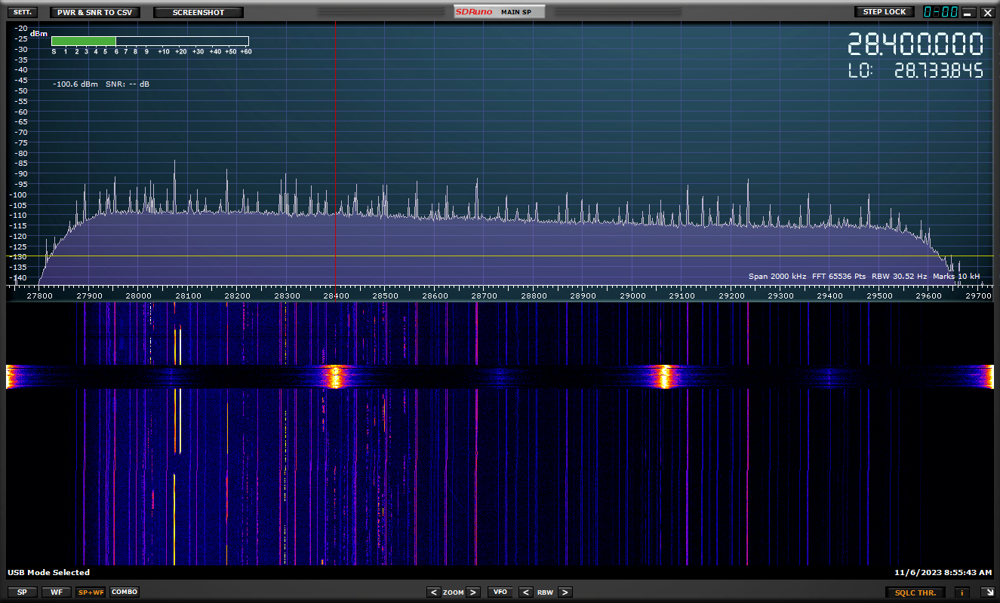 SETT. PWR & SNR TO CSV SCREENSHOT SDRuno MAIN SP STEP LOCK 0-00
-20 dBm
-25
-30
-35
-40
-45
-50
-55
-60
-65
-70
-75
-80
-85
-90
-95
-100
-105
-110
-115
-120
-125
-130
-135
-140
S 1 2 3 4 5 6 7 8 9 +10 +20 +30 +40 +50 +60
-100.6 dBm SNR: -- dB
28.400.000
LO: 28.733.845
Span 2000 kHz FFT 65536 Pts RBW 30.52 Hz Marks 10 kH
27800 27900 28000 28100 28200 28300 28400 28500 28600 28700 28800 28900 29000 29100 29200 29300 29400 29500 29600 29700
USB Mode Selected 11/6/2023 8:55:43 AM
SP WF SP+WF COMBO < ZOOM > VFO < RBW > SQLC THR. i